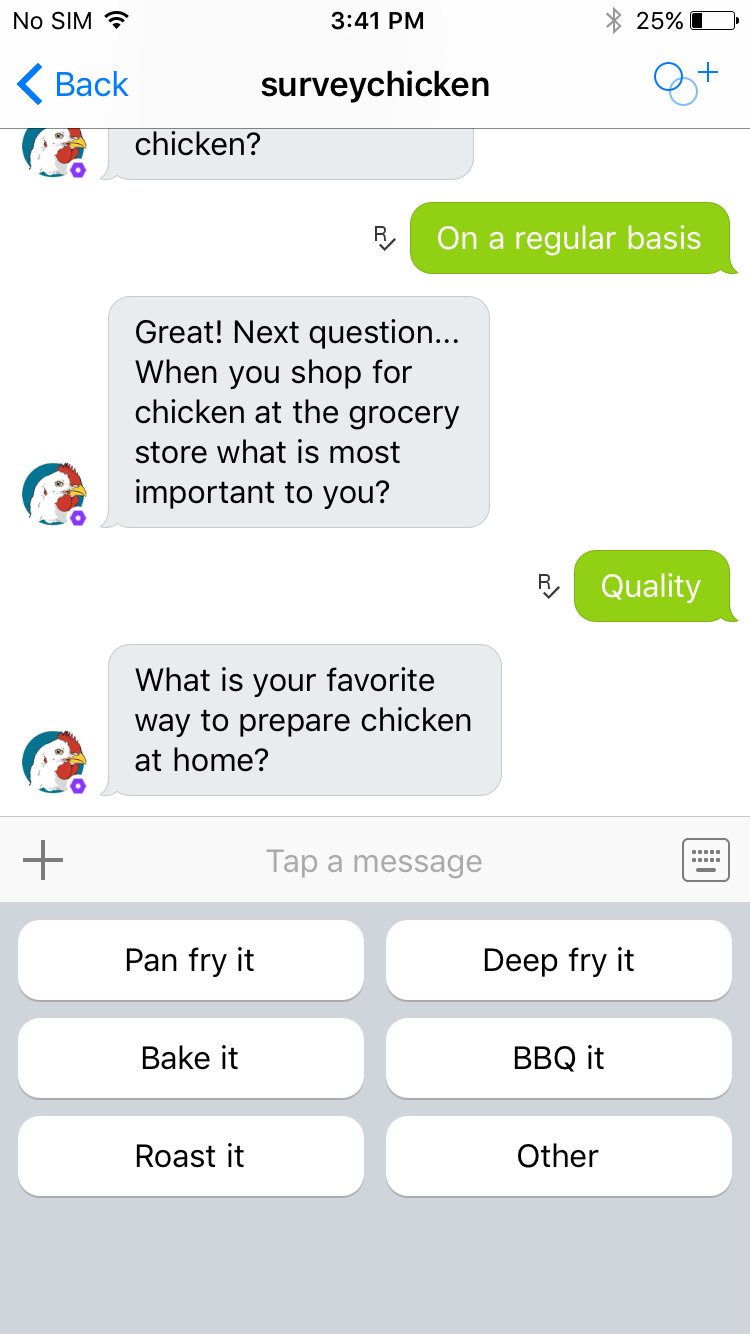 No SIM 3:41 PM 25%
Back surveychicken
chicken?
R On a regular basis
Great! Next question...
When you shop for
chicken at the grocery
store what is most
important to you?
R Quality
What is your favorite
way to prepare chicken
at home?
Tap a message
Pan fry it Deep fry it
Bake it BBQ it
Roast it Other